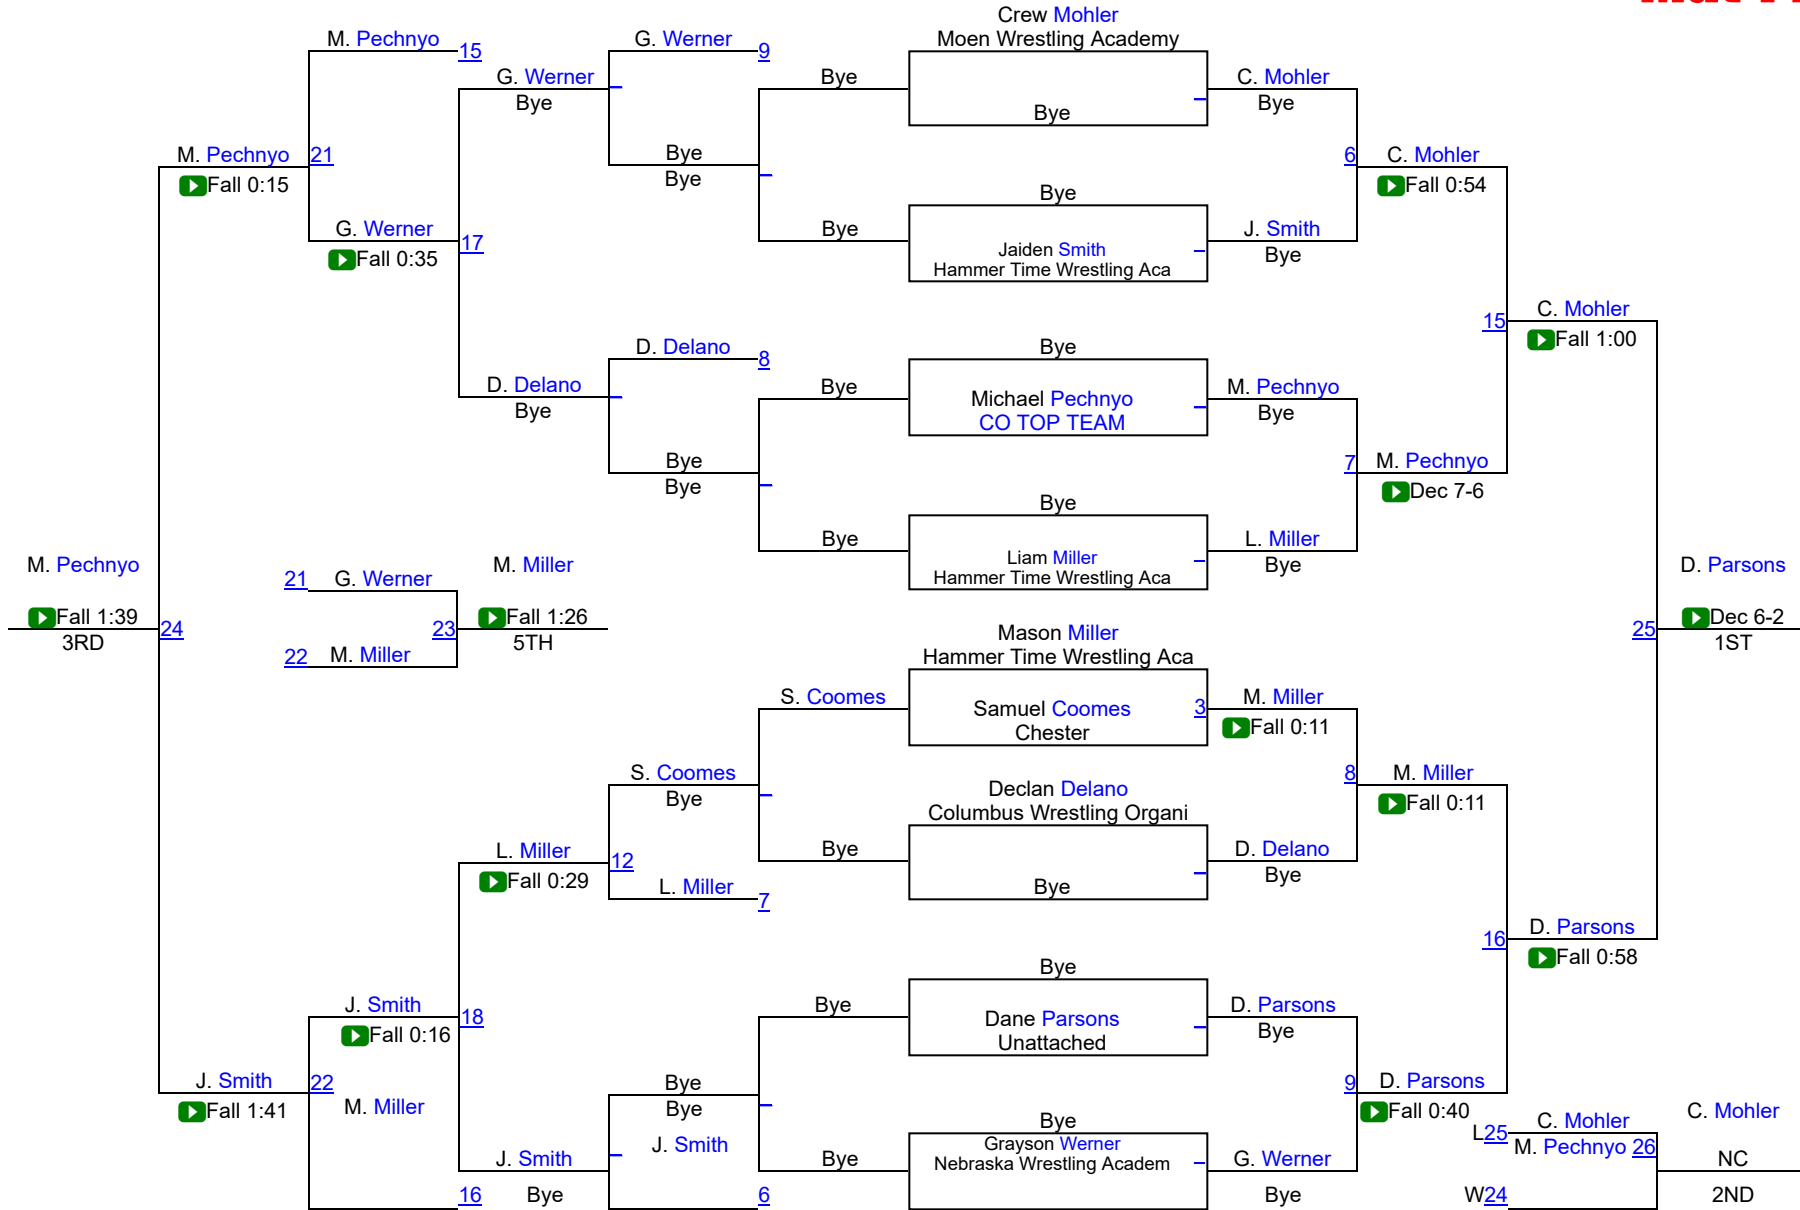 Crew Mohler
Moen Wrestling Academy
Bye
Bye
Jaiden Smith
Hammer Time Wrestling Aca
Bye
Michael Pechnyo
CO TOP TEAM
Bye
Liam Miller
Hammer Time Wrestling Aca
Mason Miller
Hammer Time Wrestling Aca
Samuel Coomes
Chester
3
Declan Delano
Columbus Wrestling Organi
Bye
Bye
Dane Parsons
Unattached
Bye
Grayson Werner
Nebraska Wrestling Academ
C. Mohler
Bye
J. Smith
Bye
M. Pechnyo
Bye
L. Miller
Bye
M. Miller
Fall 0:11
D. Delano
Bye
D. Parsons
Bye
G. Werner
Bye
6
C. Mohler
Fall 0:54
7
M. Pechnyo
Dec 7-6
8
M. Miller
Fall 0:11
9
D. Parsons
Fall 0:40
15
C. Mohler
Fall 1:00
16
D. Parsons
Fall 0:58
25
D. Parsons
Dec 6-2
1ST
L25
C. Mohler
M. Pechnyo 26
W24
C. Mohler
NC
2ND
Bye
Bye
Bye
Bye
S. Coomes
Bye
Bye
Bye
G. Werner
9
Bye
Bye
D. Delano
8
Bye
Bye
S. Coomes
Bye
L. Miller
7
Bye
Bye
J. Smith
6
G. Werner
Bye
D. Delano
Bye
12
L. Miller
Fall 0:29
J. Smith
Bye
M. Pechnyo
15
17
G. Werner
Fall 0:35
18
J. Smith
Fall 0:16
M. Miller
16
21
M. Pechnyo
Fall 0:15
22
J. Smith
Fall 1:41
24
M. Pechnyo
Fall 1:39
3RD
21
G. Werner
22
M. Miller
23
M. Miller
Fall 1:26
5TH